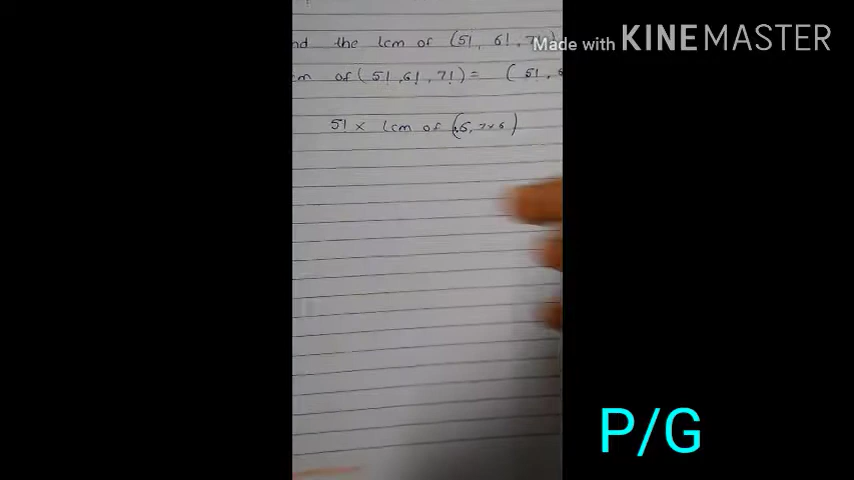 nd the lcm of (5!, 6!, 7!)
Made with KINEMASTER
m of (5!, 6!, 7!) = (5!, 6
5! x lcm of (6, 7x6)
P/G